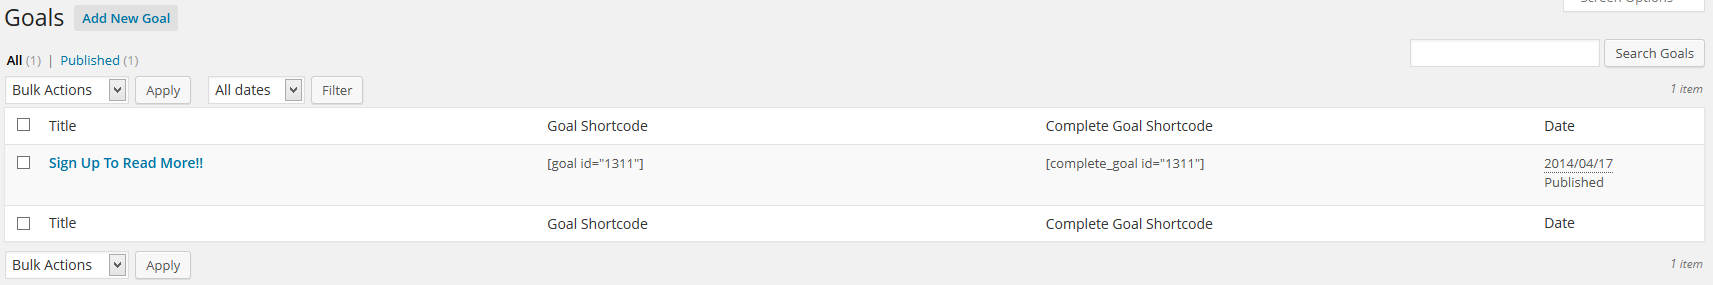 Goals Add New Goal
Screen Options
All (1) | Published (1)
Search Goals
Bulk Actions Apply All dates Filter
1 item
Title Goal Shortcode Complete Goal Shortcode Date
Sign Up To Read More!! [goal id="1311"] [complete_goal id="1311"] 2014/04/17
Published
Title Goal Shortcode Complete Goal Shortcode Date
Bulk Actions Apply 1 item